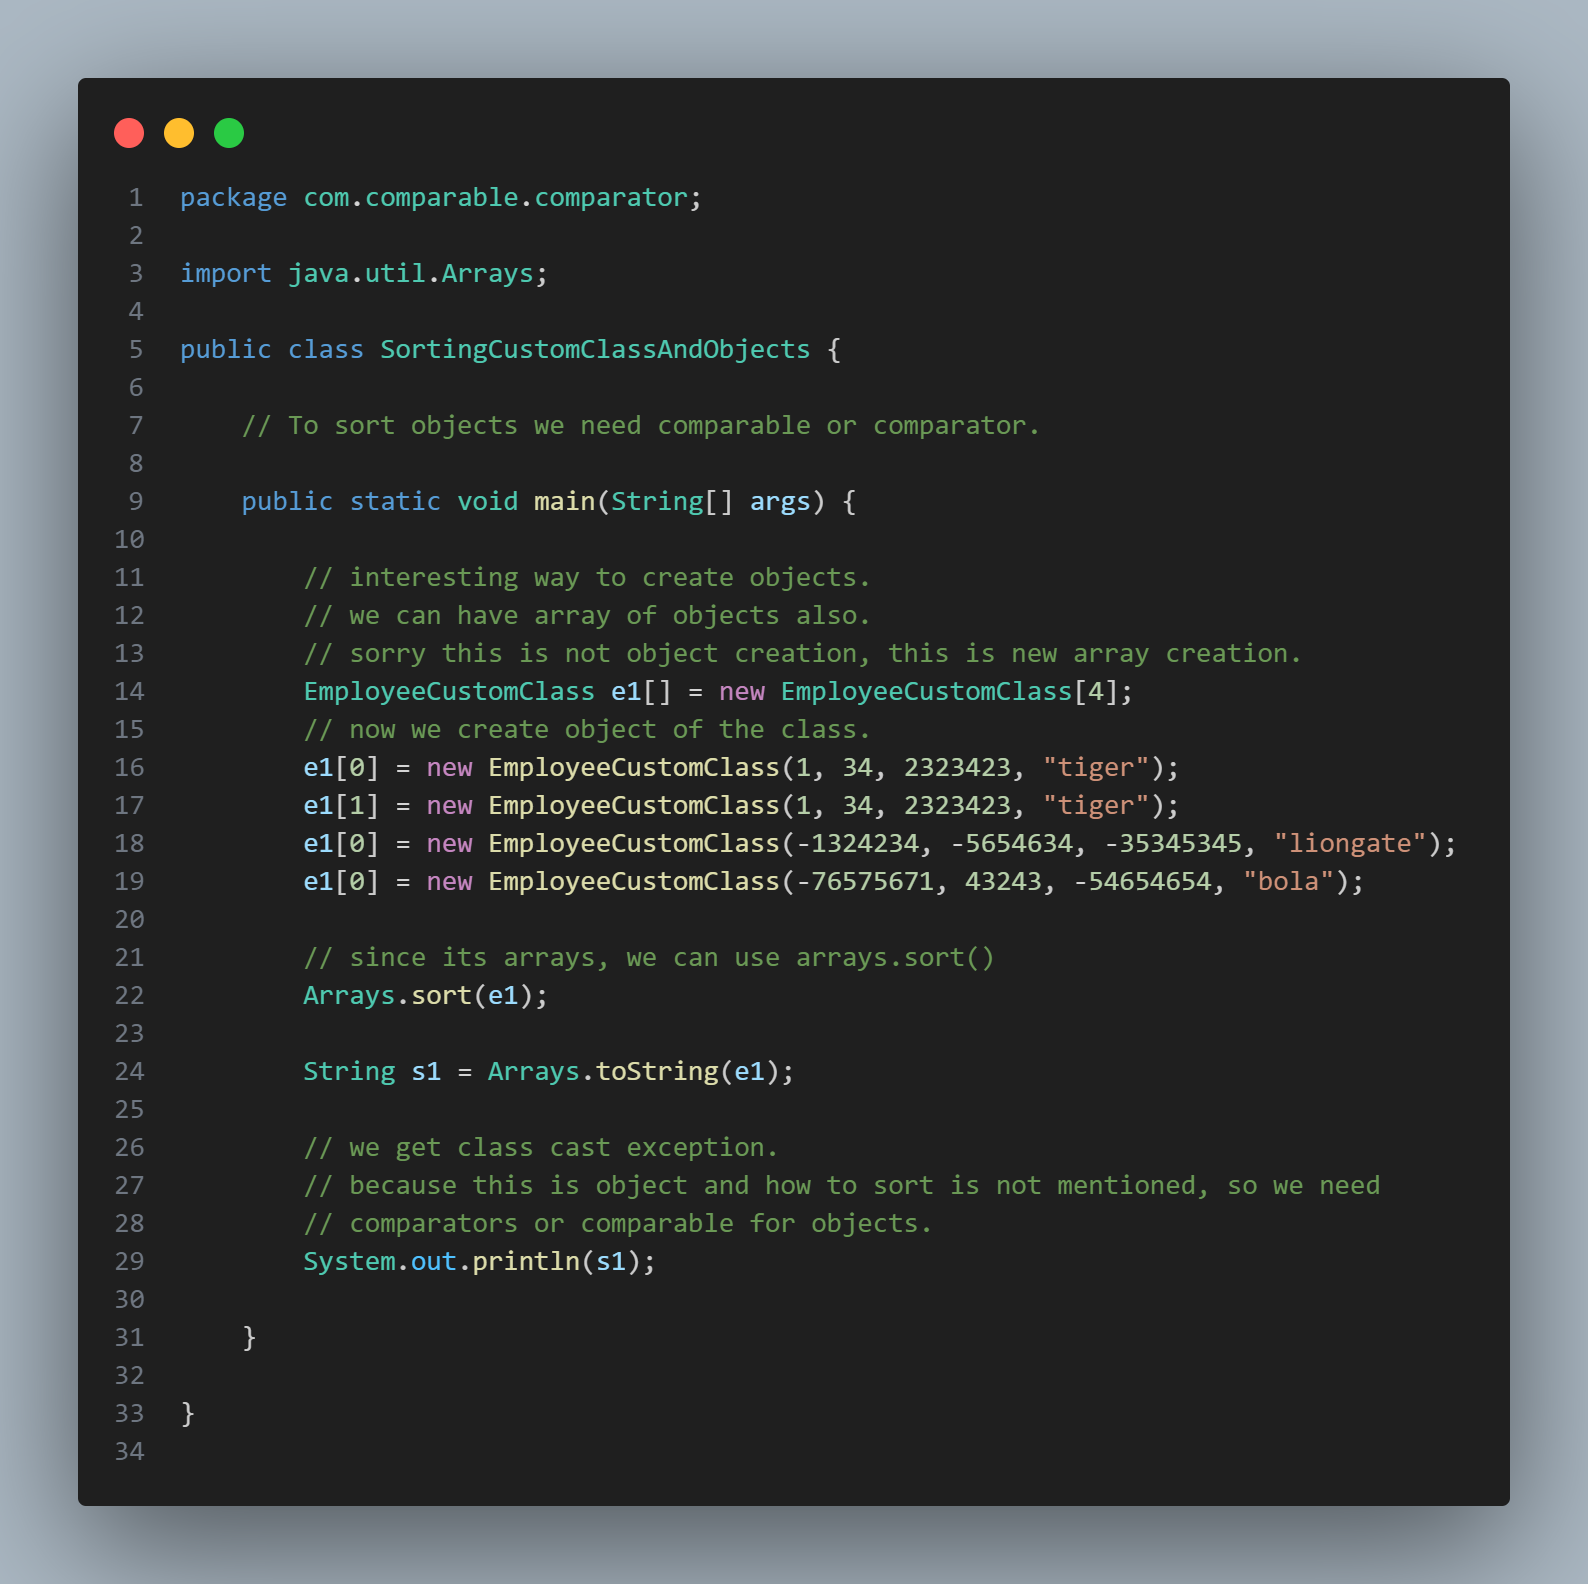 1 package com.comparable.comparator;
2
3 import java.util.Arrays;
4
5 public class SortingCustomClassAndObjects {
6
7     // To sort objects we need comparable or comparator.
8
9     public static void main(String[] args) {
10
11         // interesting way to create objects.
12         // we can have array of objects also.
13         // sorry this is not object creation, this is new array creation.
14         EmployeeCustomClass e1[] = new EmployeeCustomClass[4];
15         // now we create object of the class.
16         e1[0] = new EmployeeCustomClass(1, 34, 2323423, "tiger");
17         e1[1] = new EmployeeCustomClass(1, 34, 2323423, "tiger");
18         e1[0] = new EmployeeCustomClass(-1324234, -5654634, -35345345, "liongate");
19         e1[0] = new EmployeeCustomClass(-76575671, 43243, -54654654, "bola");
20
21         // since its arrays, we can use arrays.sort()
22         Arrays.sort(e1);
23
24         String s1 = Arrays.toString(e1);
25
26         // we get class cast exception.
27         // because this is object and how to sort is not mentioned, so we need
28         // comparators or comparable for objects.
29         System.out.println(s1);
30
31     }
32
33 }
34